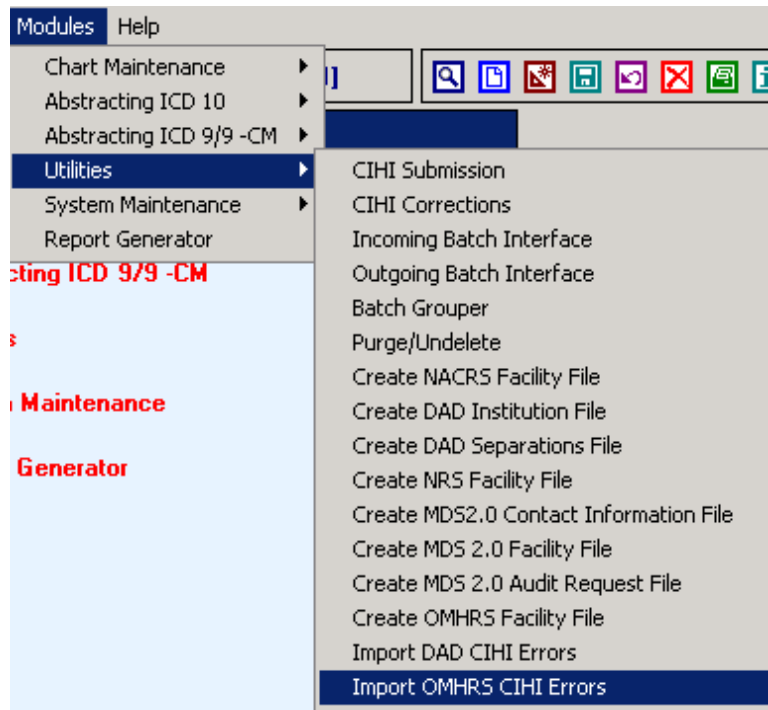 Modules Help
Chart Maintenance
Abstracting ICD 10
Abstracting ICD 9/9 -CM
Utilities
System Maintenance
Report Generator
cting ICD 9/9 -CM
s
Maintenance
Generator
CIHI Submission
CIHI Corrections
Incoming Batch Interface
Outgoing Batch Interface
Batch Grouper
Purge/Undelete
Create NACRS Facility File
Create DAD Institution File
Create DAD Separations File
Create NRS Facility File
Create MDS2.0 Contact Information File
Create MDS 2.0 Facility File
Create MDS 2.0 Audit Request File
Create OMHRS Facility File
Import DAD CIHI Errors
Import OMHRS CIHI Errors